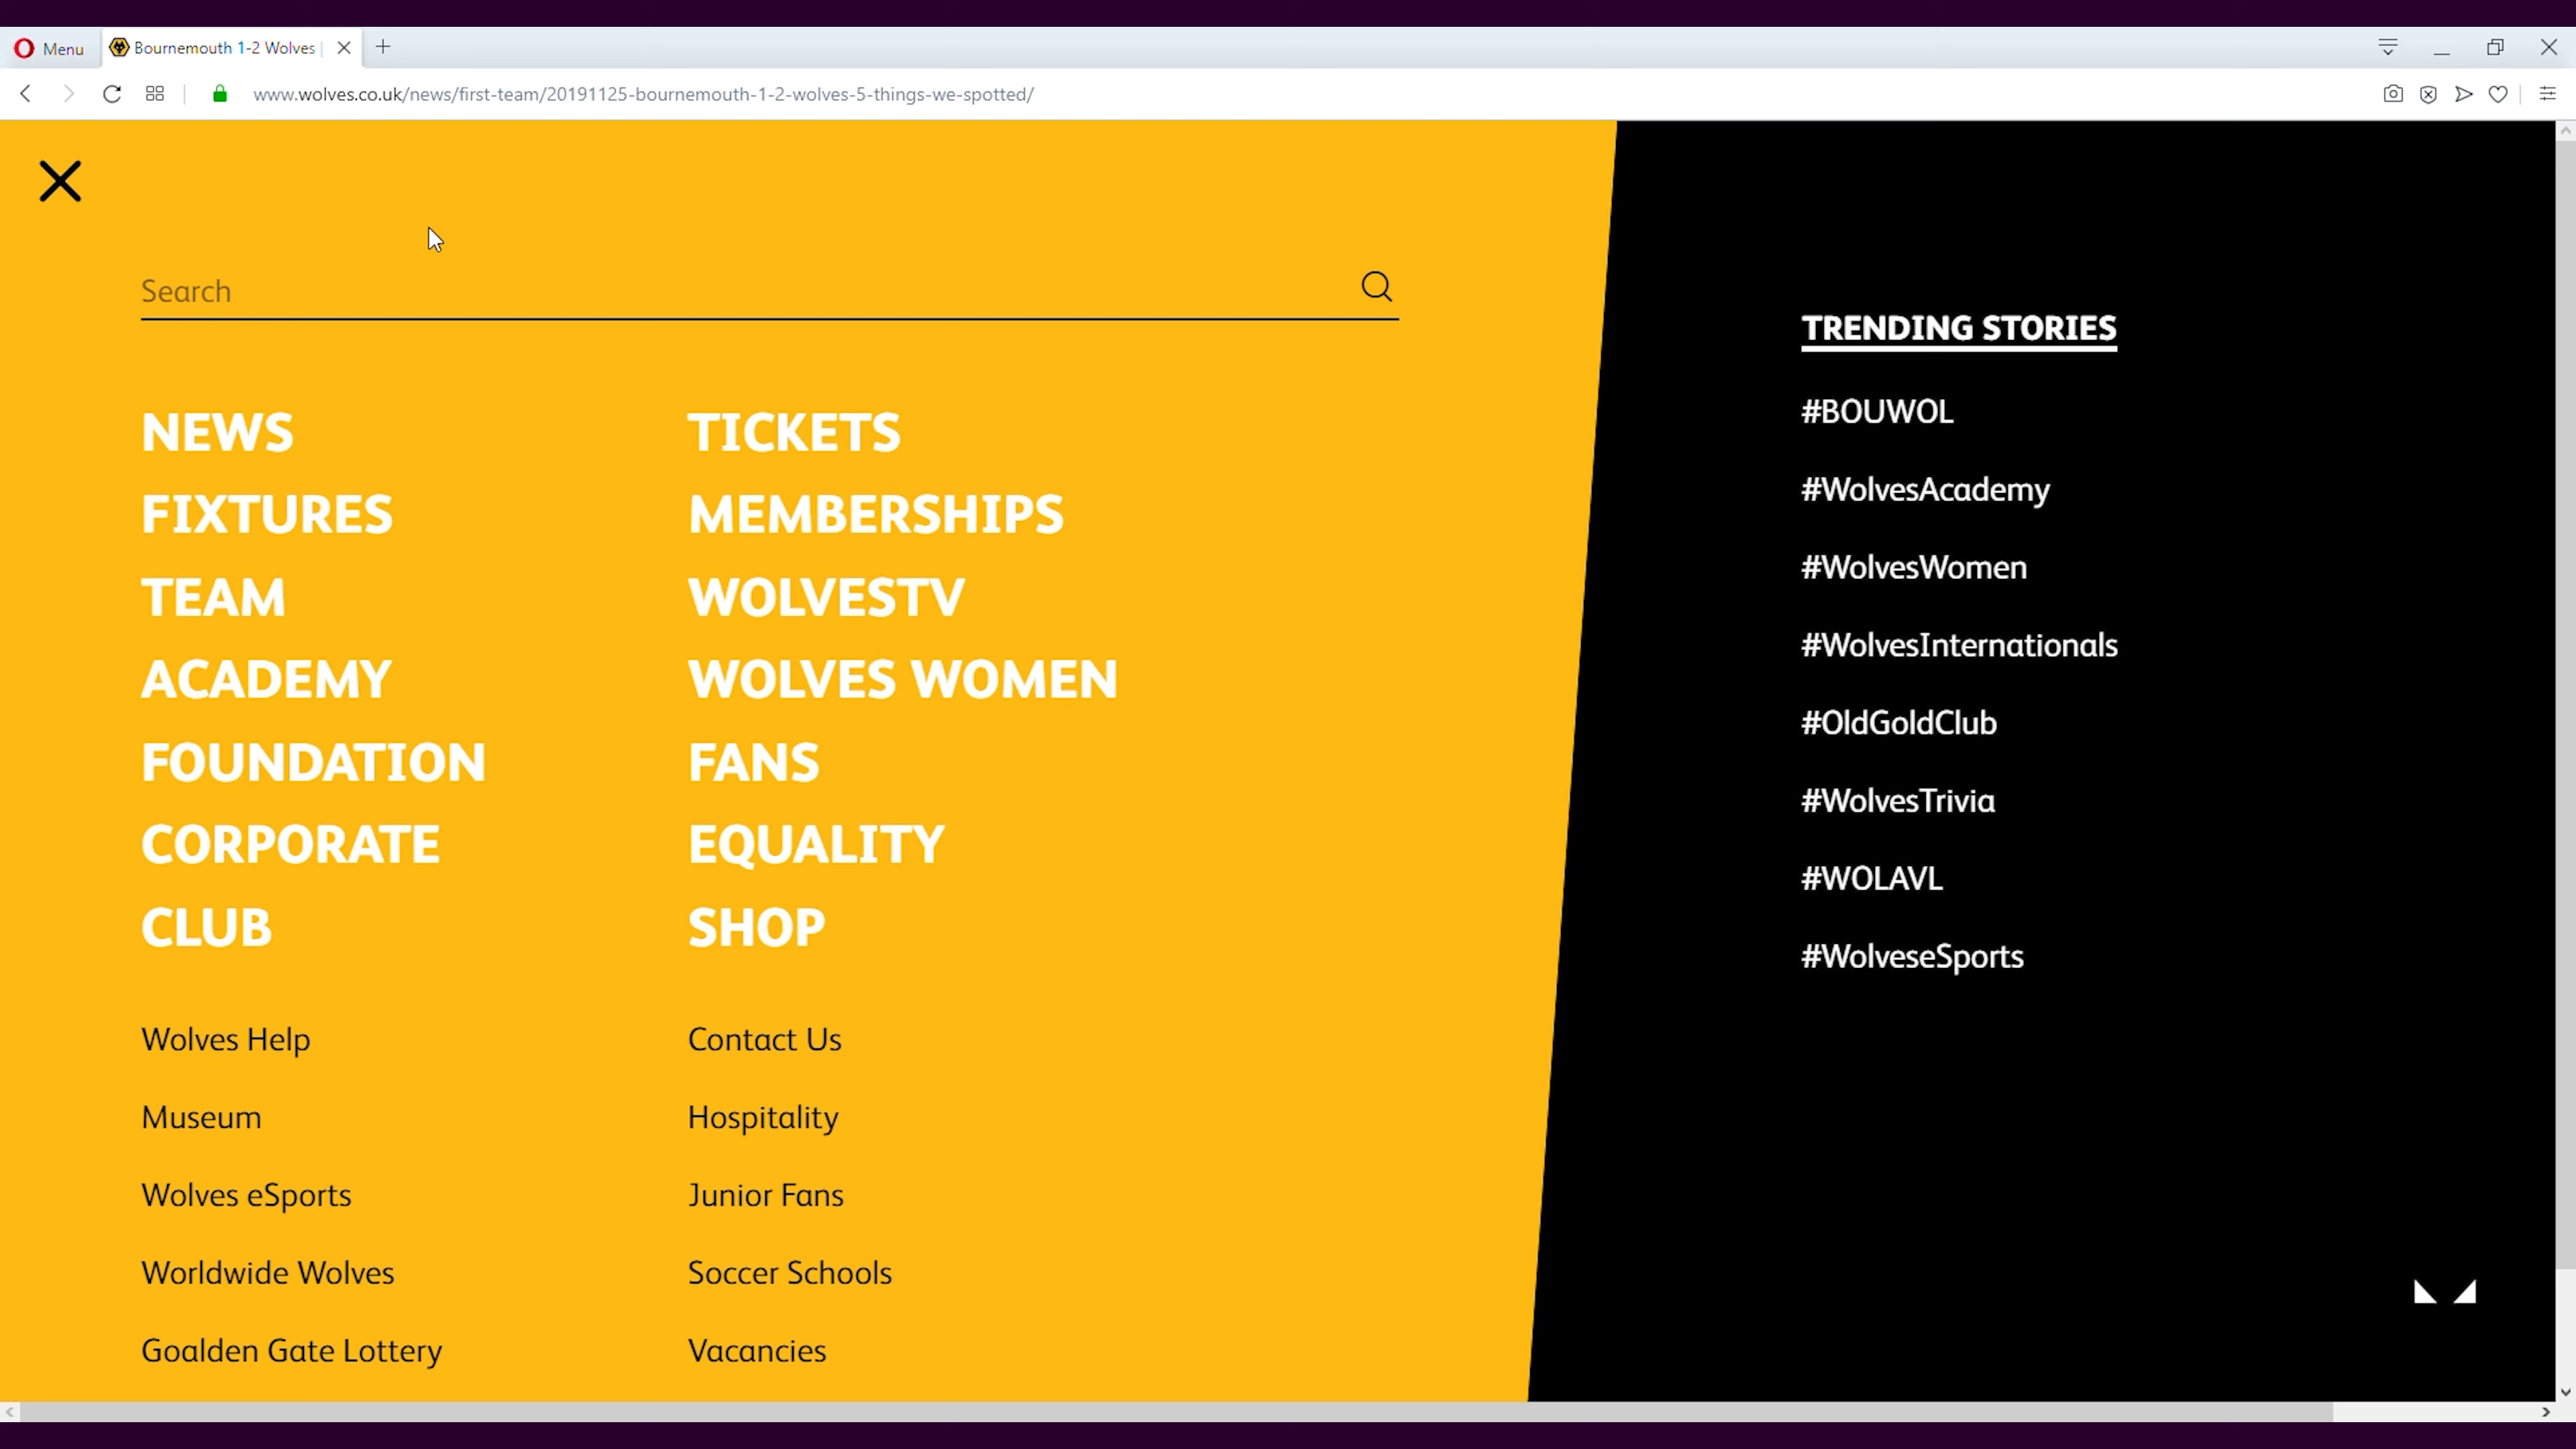 Menu
Bournemouth 1-2 Wolves |
www.wolves.co.uk/news/first-team/20191125-bournemouth-1-2-wolves-5-things-we-spotted/
Search
NEWS
FIXTURES
TEAM
ACADEMY
FOUNDATION
CORPORATE
CLUB
TICKETS
MEMBERSHIPS
WOLVESTV
WOLVES WOMEN
FANS
EQUALITY
SHOP
Wolves Help
Museum
Wolves eSports
Worldwide Wolves
Goalden Gate Lottery
Contact Us
Hospitality
Junior Fans
Soccer Schools
Vacancies
TRENDING STORIES
#BOUWOL
#WolvesAcademy
#WolvesWomen
#WolvesInternationals
#OldGoldClub
#WolvesTrivia
#WOLAVL
#WolveseSports